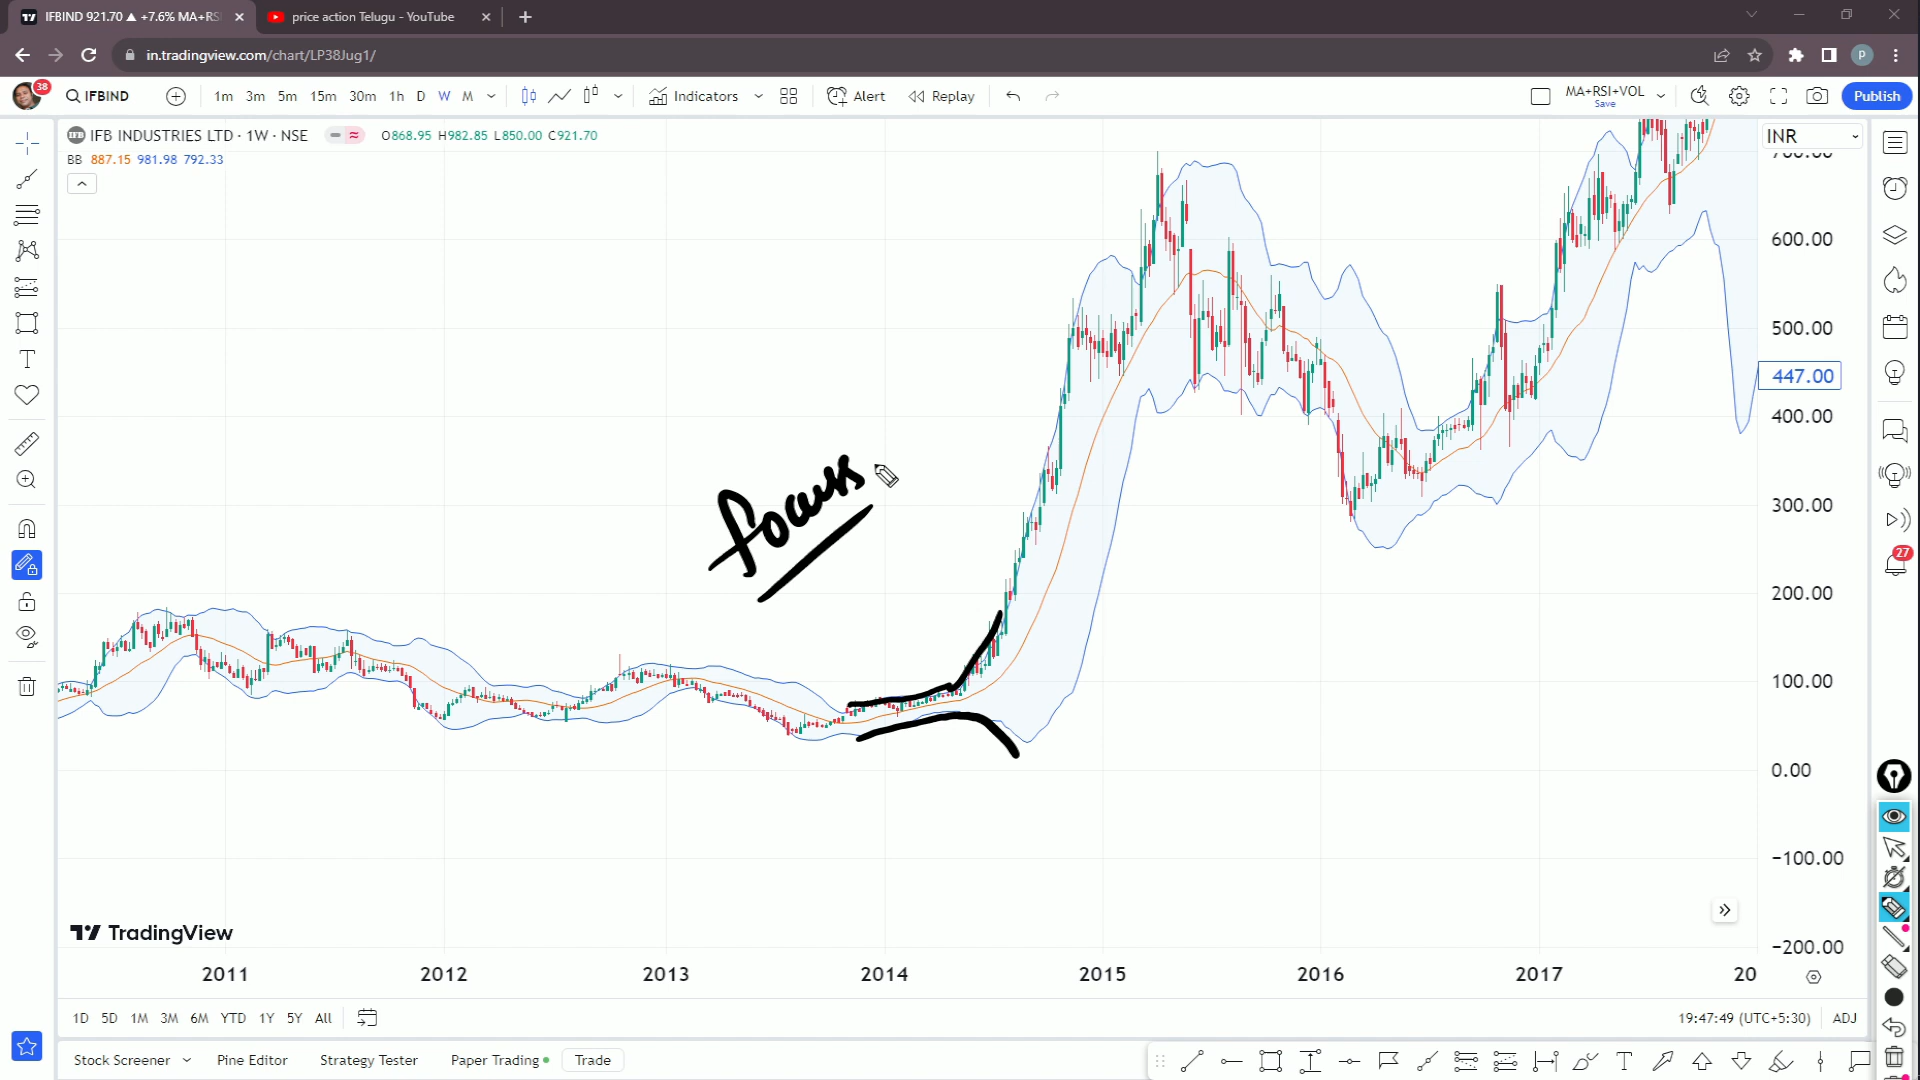 IFBIND 921.70 ▲ +7.6% MA+RS
price action Telugu - YouTube
in.tradingview.com/chart/LP38Jug1/
P
38
IFBIND
1m 3m 5m 15m 30m 1h D W M
Indicators
Alert
Replay
MA+RSI+VOL
Save
Publish
IFB INDUSTRIES LTD · 1W · NSE
O868.95 H982.85 L850.00 C921.70
BB 887.15 981.98 792.33
INR
700.00
600.00
500.00
447.00
400.00
300.00
200.00
100.00
0.00
−100.00
−200.00
focus
27
TradingView
2011 2012 2013 2014 2015 2016 2017 20
1D 5D 1M 3M 6M YTD 1Y 5Y All
19:47:49 (UTC+5:30) ADJ
Stock Screener Pine Editor Strategy Tester Paper Trading Trade